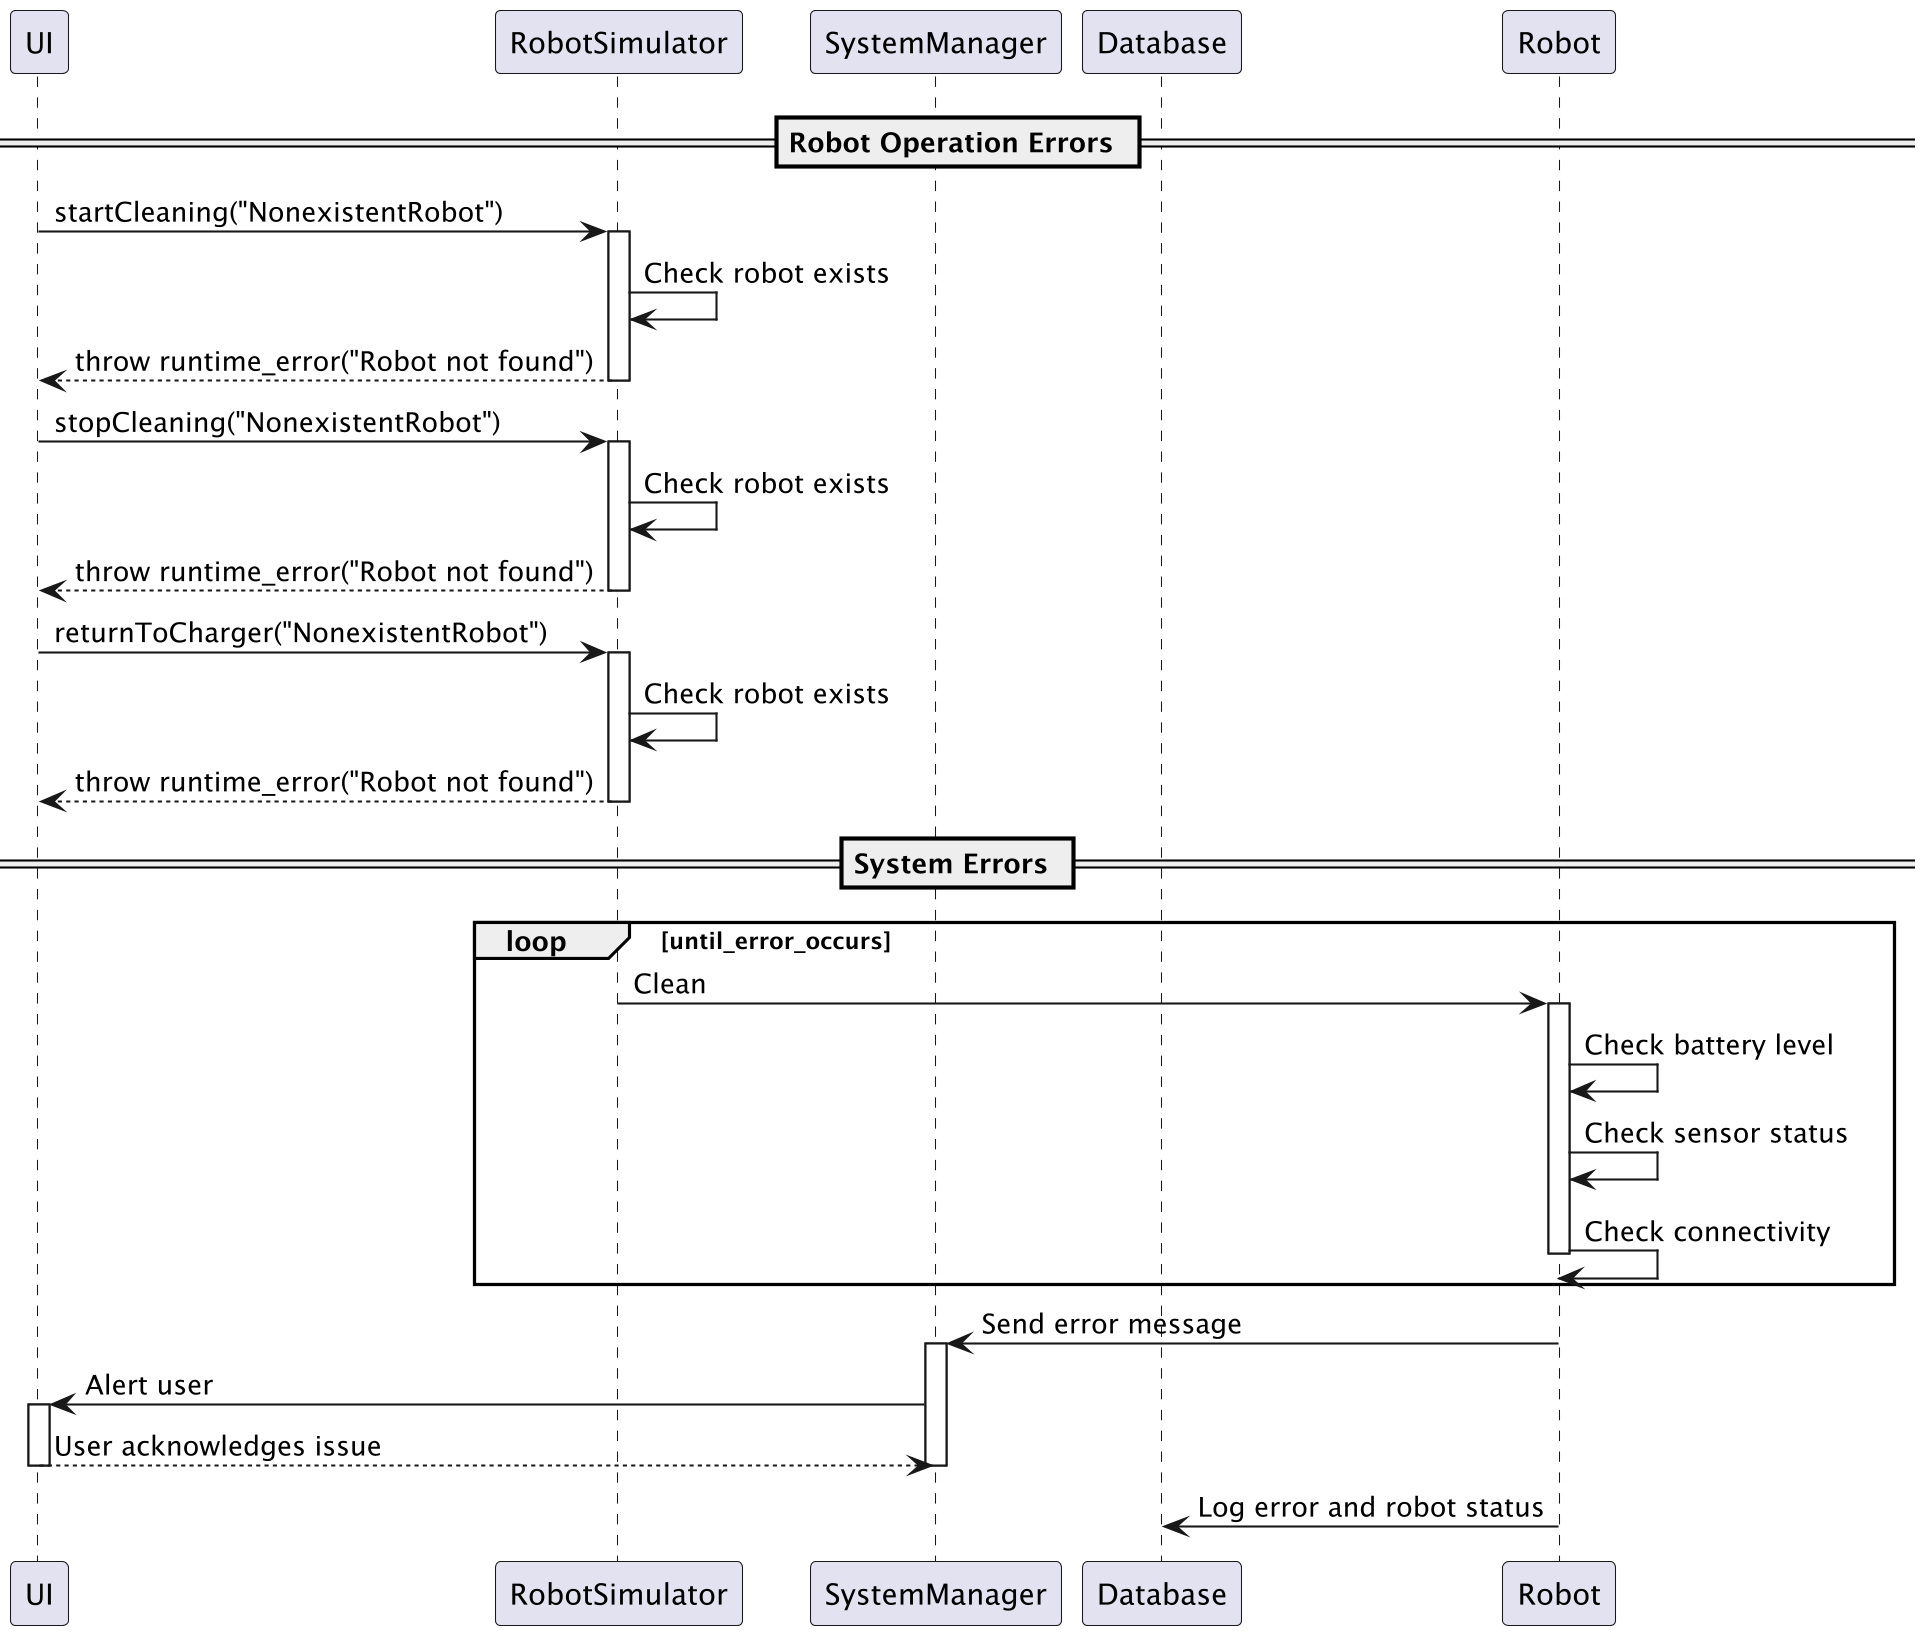 UI
RobotSimulator
SystemManager
Database
Robot
Robot Operation Errors
startCleaning("NonexistentRobot")
Check robot exists
throw runtime_error("Robot not found")
stopCleaning("NonexistentRobot")
Check robot exists
throw runtime_error("Robot not found")
returnToCharger("NonexistentRobot")
Check robot exists
throw runtime_error("Robot not found")
System Errors
loop
[until_error_occurs]
Clean
Check battery level
Check sensor status
Check connectivity
Send error message
Alert user
User acknowledges issue
Log error and robot status
UI
RobotSimulator
SystemManager
Database
Robot